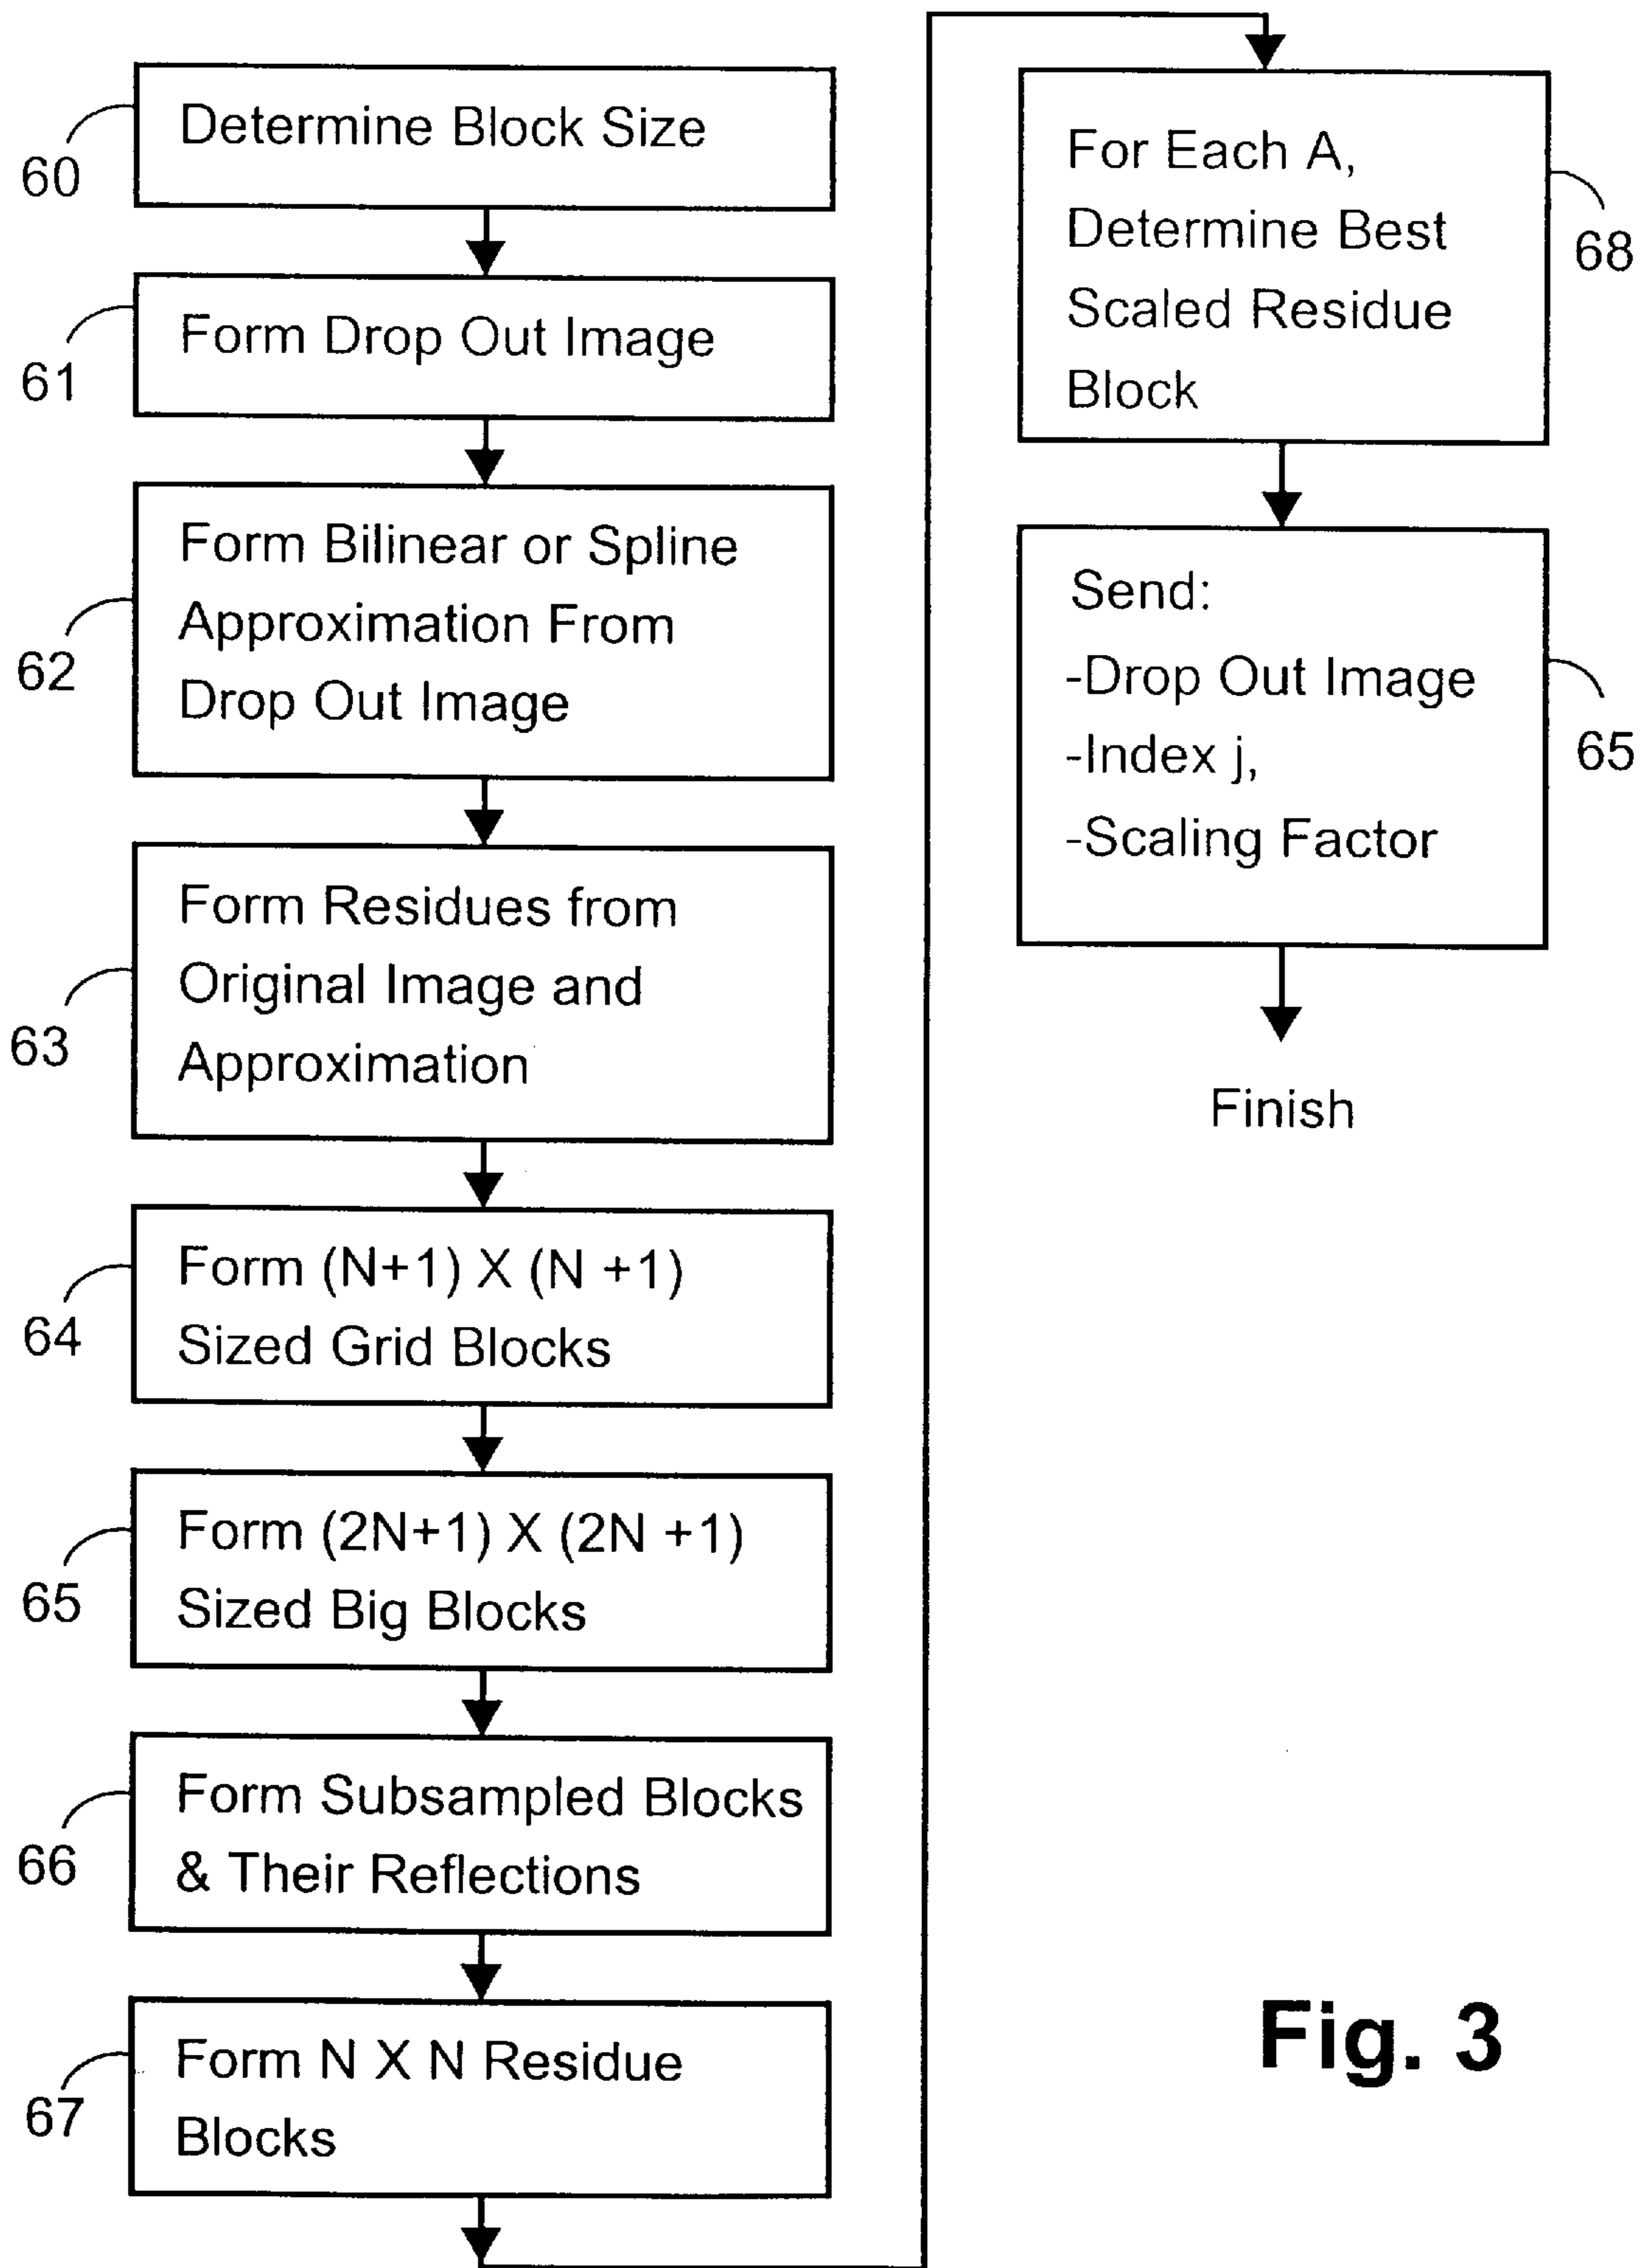 Determine Block Size
60
Form Drop Out Image
61
Form Bilinear or Spline
Approximation From
Drop Out Image
62
Form Residues from
Original Image and
Approximation
63
Form (N+1) X (N +1)
Sized Grid Blocks
64
Form (2N+1) X (2N +1)
Sized Big Blocks
65
Form Subsampled Blocks
& Their Reflections
66
Form N X N Residue
Blocks
67
For Each A,
Determine Best
Scaled Residue
Block
68
Send:
-Drop Out Image
-Index j,
-Scaling Factor
65
Finish
Fig. 3